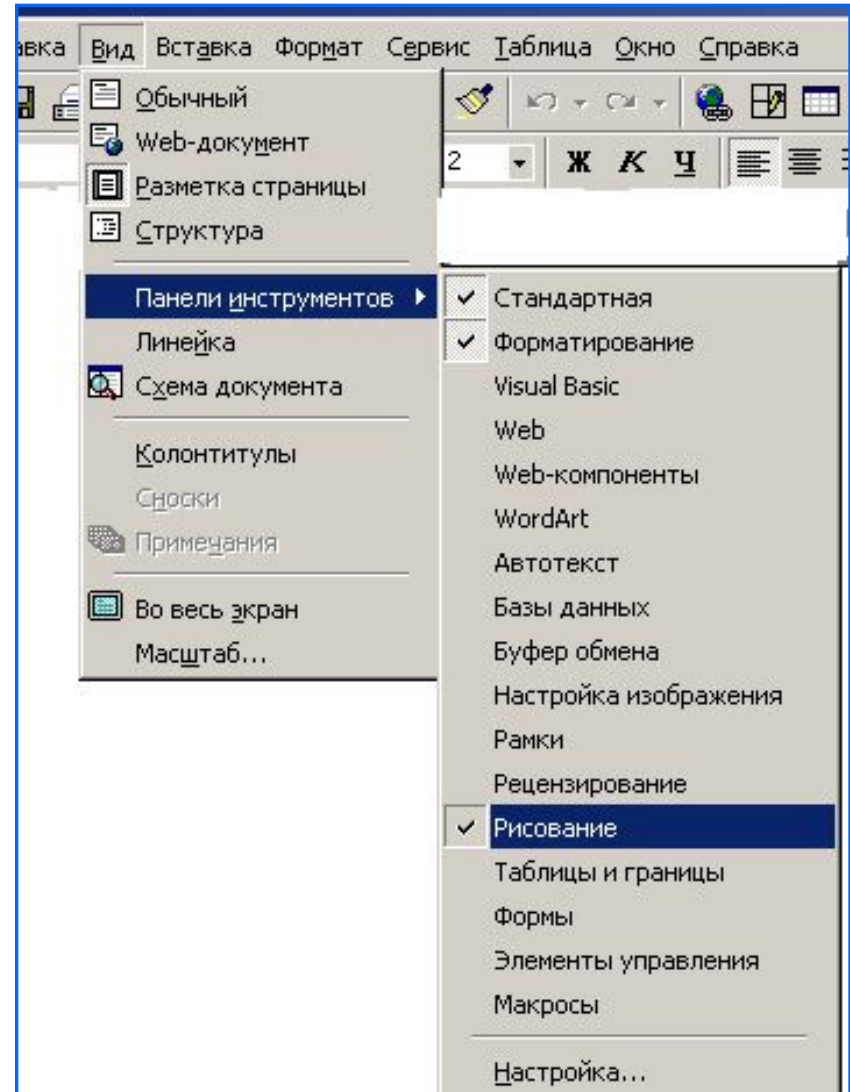 авка Вид Вставка Формат Сервис Таблица Окно Справка
Обычный
Web-документ
2 Ж К Ч
Разметка страницы
Структура
Панели инструментов
Линейка
Схема документа
Колонтитулы
Сноски
Примечания
Во весь экран
Масштаб...
Стандартная
Форматирование
Visual Basic
Web
Web-компоненты
WordArt
Автотекст
Базы данных
Буфер обмена
Настройка изображения
Рамки
Рецензирование
Рисование
Таблицы и границы
Формы
Элементы управления
Макросы
Настройка...